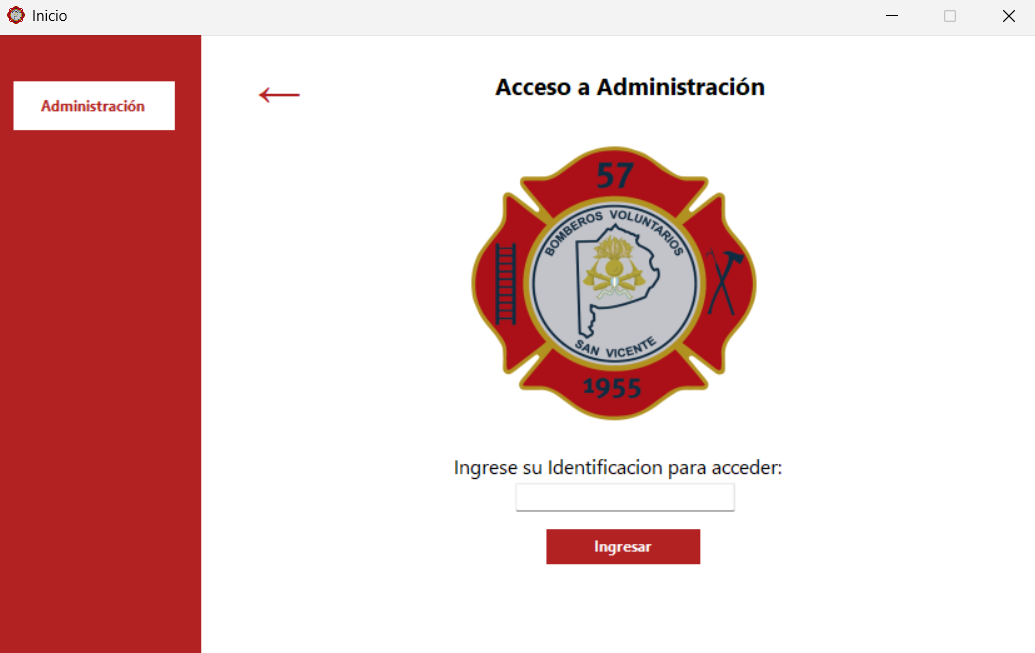 Inicio
Administración
Acceso a Administración
57
BOMBEROS VOLUNTARIOS
SAN VICENTE
1955
Ingrese su Identificacion para acceder:
Ingresar